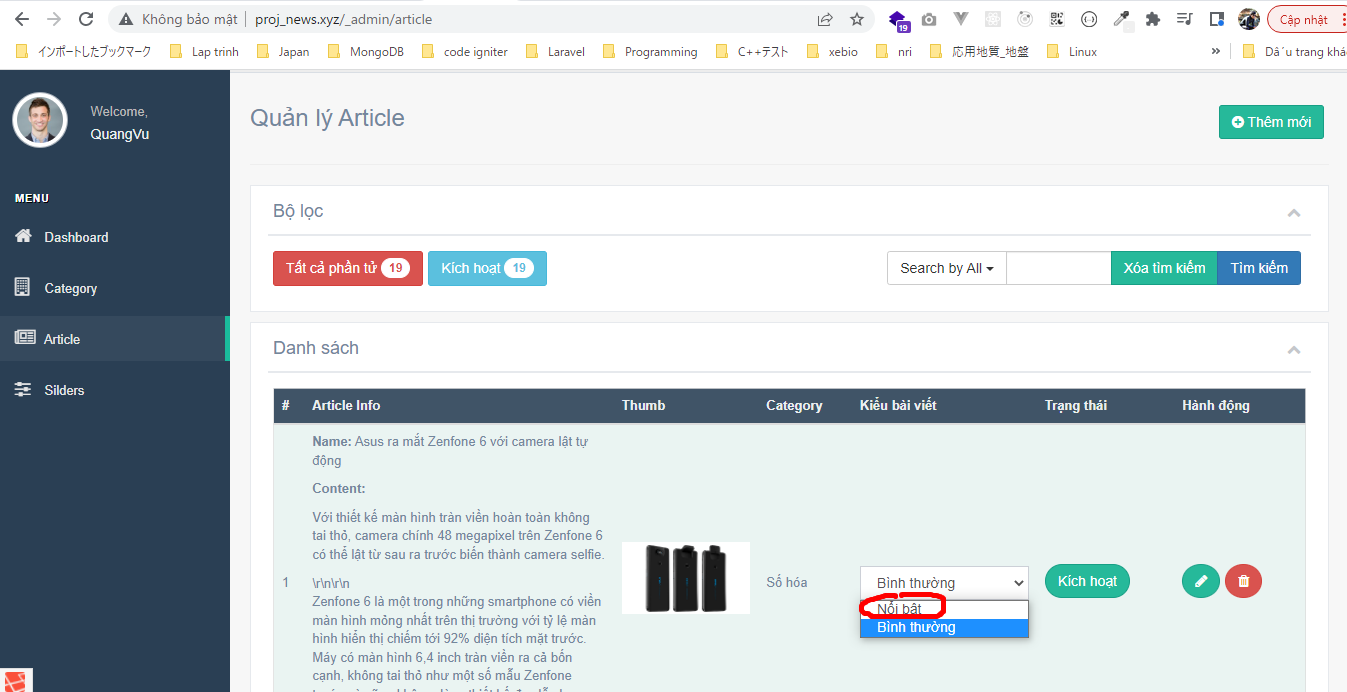 Không bảo mật proj_news.xyz/_admin/article 19 Cập nhật
インポートしたブックマーク Lap trinh Japan MongoDB code igniter Laravel Programming C++テスト xebio nri 応用地質_地盤 Linux » Dấu trang khá
Welcome,
QuangVu
MENU
Dashboard
Category
Article
Silders
Quản lý Article Thêm mới
Bộ lọc
Tất cả phần tử 19 Kích hoạt 19 Search by All Xóa tìm kiếm Tìm kiếm
Danh sách
# Article Info Thumb Category Kiểu bài viết Trạng thái Hành động
Name: Asus ra mắt Zenfone 6 với camera lật tự
động
Content:
Với thiết kế màn hình tràn viền hoàn toàn không
tai thỏ, camera chính 48 megapixel trên Zenfone 6
có thể lật từ sau ra trước biến thành camera selfie.
1 \r\n\r\n Số hóa Bình thường Kích hoạt
Zenfone 6 là một trong những smartphone có viền
Nổi bật
màn hình mỏng nhất trên thị trường với tỷ lệ màn
Bình thường
hình hiển thị chiếm tới 92% diện tích mặt trước.
Máy có màn hình 6,4 inch tràn viền ra cả bốn
cạnh, không tai thỏ như một số mẫu Zenfone